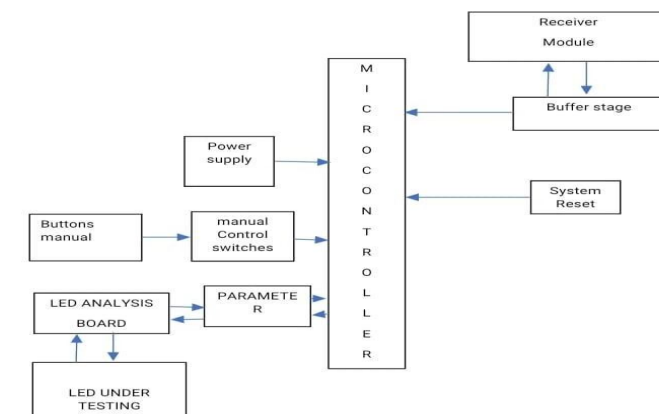 Receiver
Module
Buffer stage
M
I
C
R
O
C
O
N
T
R
O
L
L
E
R
Power
supply
System
Reset
Buttons
manual
manual
Control
switches
LED ANALYSIS
BOARD
PARAMETE
R
LED UNDER
TESTING